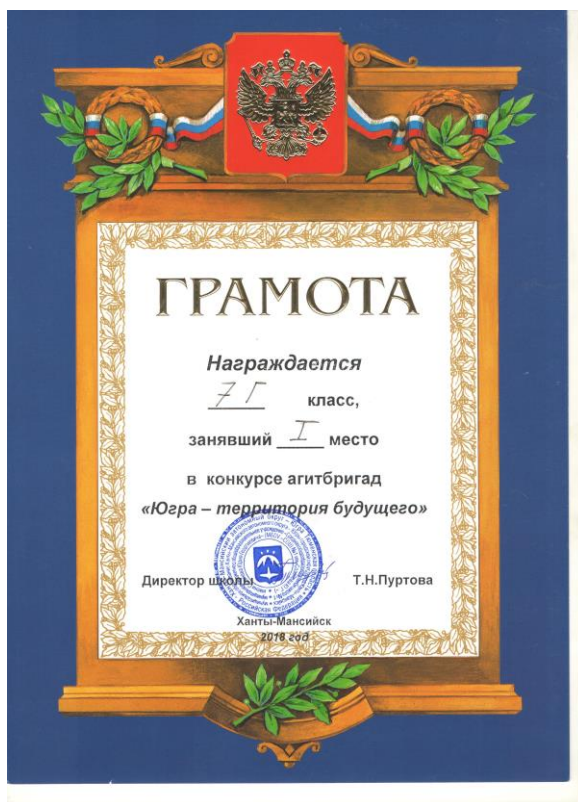 ГРАМОТА
Награждается
7 Г класс,
занявший I место
в конкурсе агитбригад
«Югра – территория будущего»
Директор школы Т.Н.Пуртова
Ханты-Мансийск
2018 год